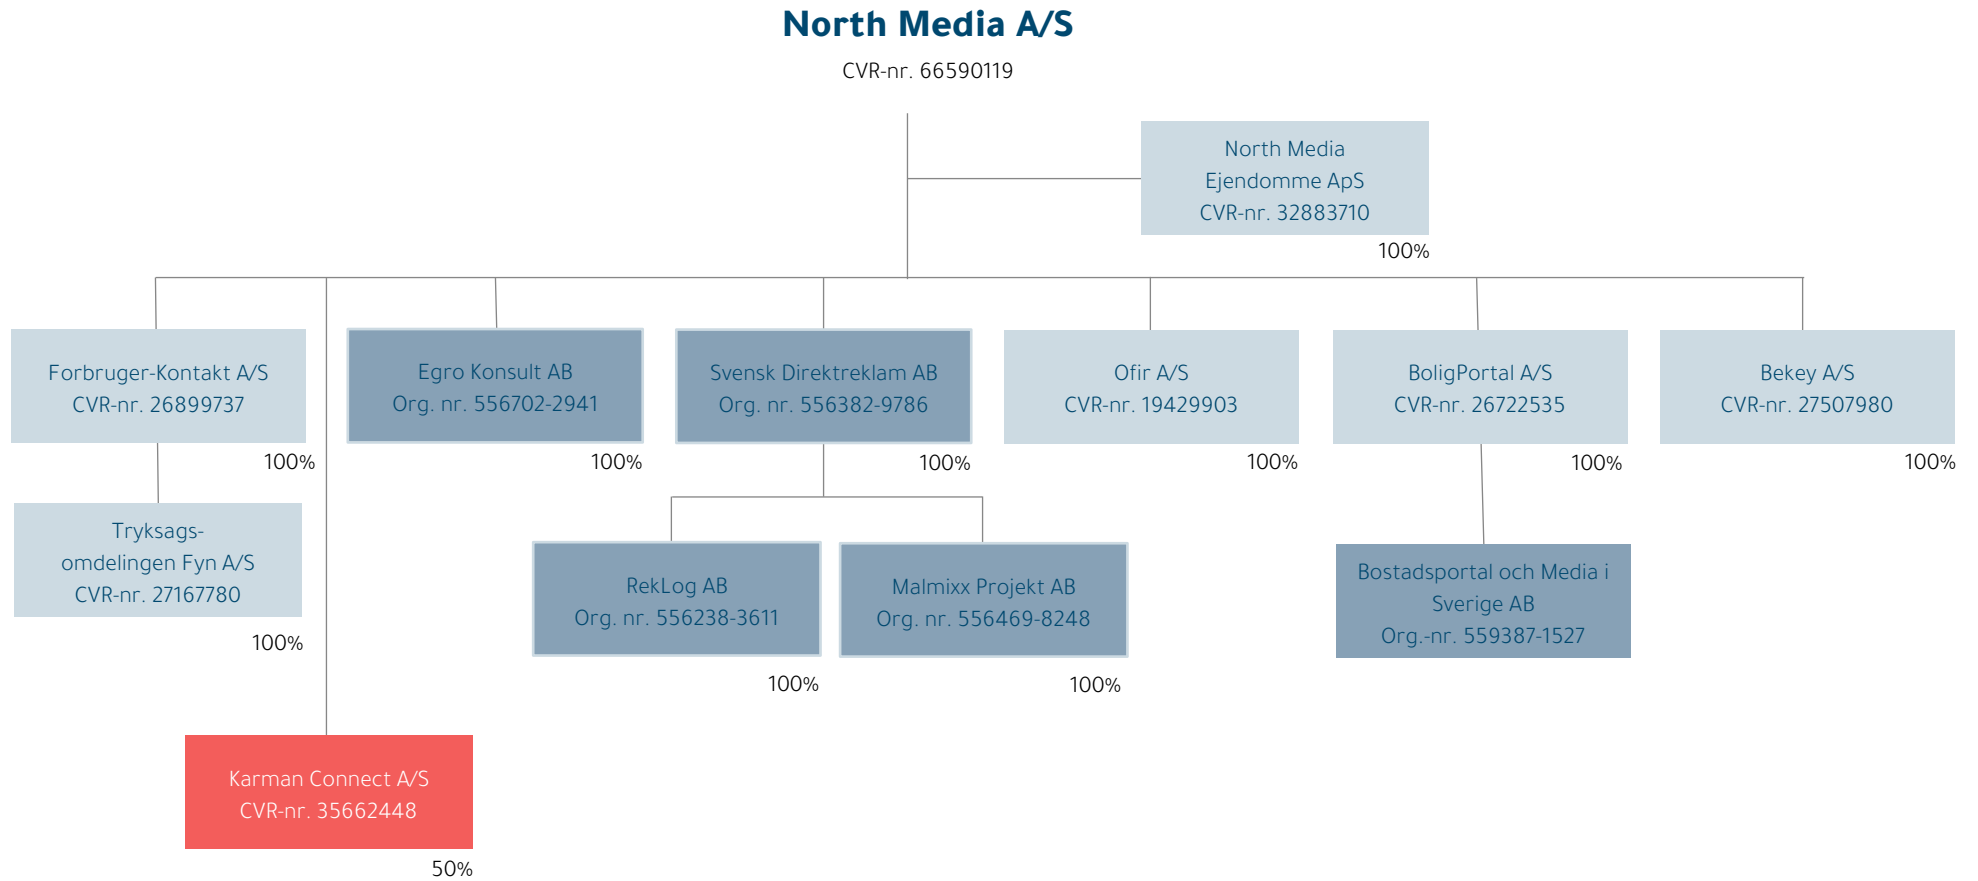 North Media A/S
CVR-nr. 66590119
North Media
Ejendomme ApS
CVR-nr. 32883710
100%
Forbruger-Kontakt A/S
CVR-nr. 26899737
100%
Egro Konsult AB
Org. nr. 556702-2941
100%
Svensk Direktreklam AB
Org. nr. 556382-9786
100%
Ofir A/S
CVR-nr. 19429903
100%
BoligPortal A/S
CVR-nr. 26722535
100%
Bekey A/S
CVR-nr. 27507980
100%
Tryksags-
omdelingen Fyn A/S
CVR-nr. 27167780
100%
RekLog AB
Org. nr. 556238-3611
100%
Malmixx Projekt AB
Org. nr. 556469-8248
100%
Bostadsportal och Media i
Sverige AB
Org.-nr. 559387-1527
Karman Connect A/S
CVR-nr. 35662448
50%